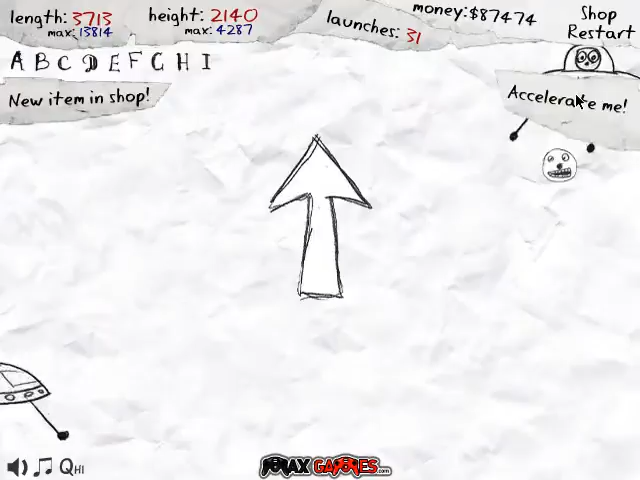 length: 3713
max: 13814
height: 2140
max: 4287
launches: 31
money: $87474
Shop
Restart
A B C D E F G H I
New item in shop!
Accelerate me!
QHI
MAX GAMES.com